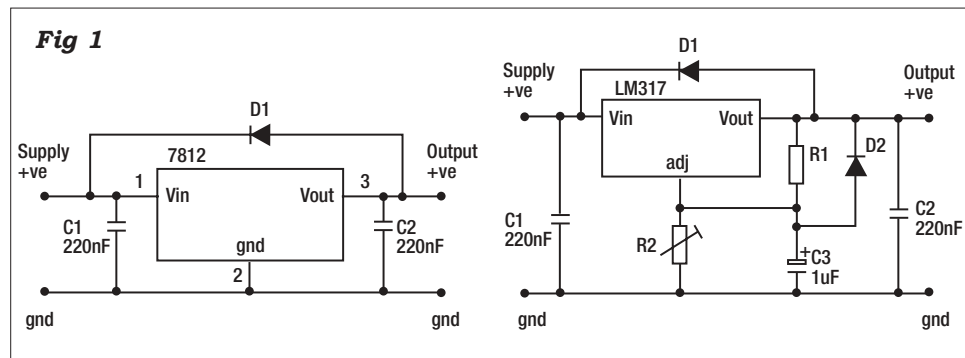 Fig 1
D1
7812
Supply
+ve
1
Vin
Vout
3
Output
+ve
C1
220nF
gnd
2
C2
220nF
gnd
gnd
D1
Supply
+ve
LM317
Vin
Vout
adj
Output
+ve
R1
D2
C1
220nF
R2
+
C3
1uF
C2
220nF
gnd
gnd